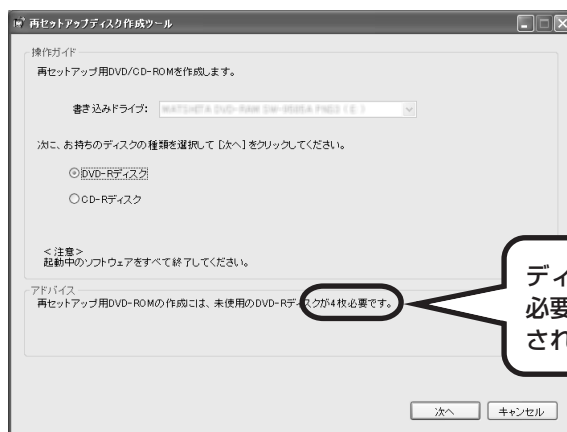 再セットアップディスク作成ツール
操作ガイド
再セットアップ用DVD/CD-ROMを作成します。
書き込みドライブ:
次に、お持ちのディスクの種類を選択して [次へ] をクリックしてください。
DVD-Rディスク
CD-Rディスク
<注意>
起動中のソフトウェアをすべて終了してください。
アドバイス
再セットアップ用DVD-ROMの作成には、未使用のDVD-Rディスクが4枚必要です。
ディ
必要
され
次へ
キャンセル